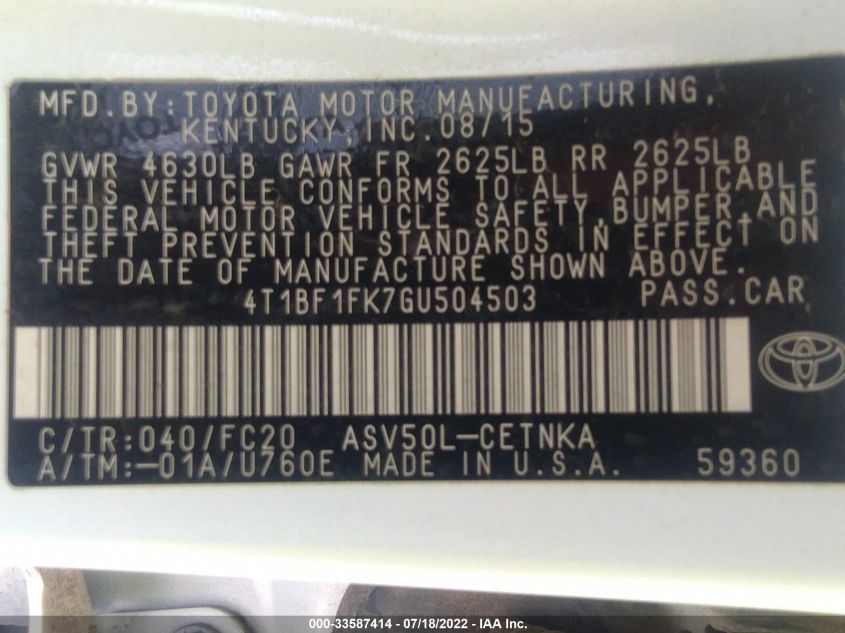 MFD.BY:TOYOTA MOTOR MANUFACTURING,
KENTUCKY, INC.08/15
GVWR 4630LB GAWR FR 2625LB RR 2625LB
THIS VEHICLE CONFORMS TO ALL APPLICABLE
FEDERAL MOTOR VEHICLE SAFETY,BUMPER,AND
THEFT PREVENTION STANDARDS IN EFFECT ON
THE DATE OF MANUFACTURE SHOWN ABOVE.
4T1BF1FK7GU504503 PASS.CAR
C/TR:040/FC20 ASV50L-CETNKA
A/TM:-01A/U760E MADE IN U.S.A. 59360
000-33587414 - 07/18/2022 - IAA Inc.